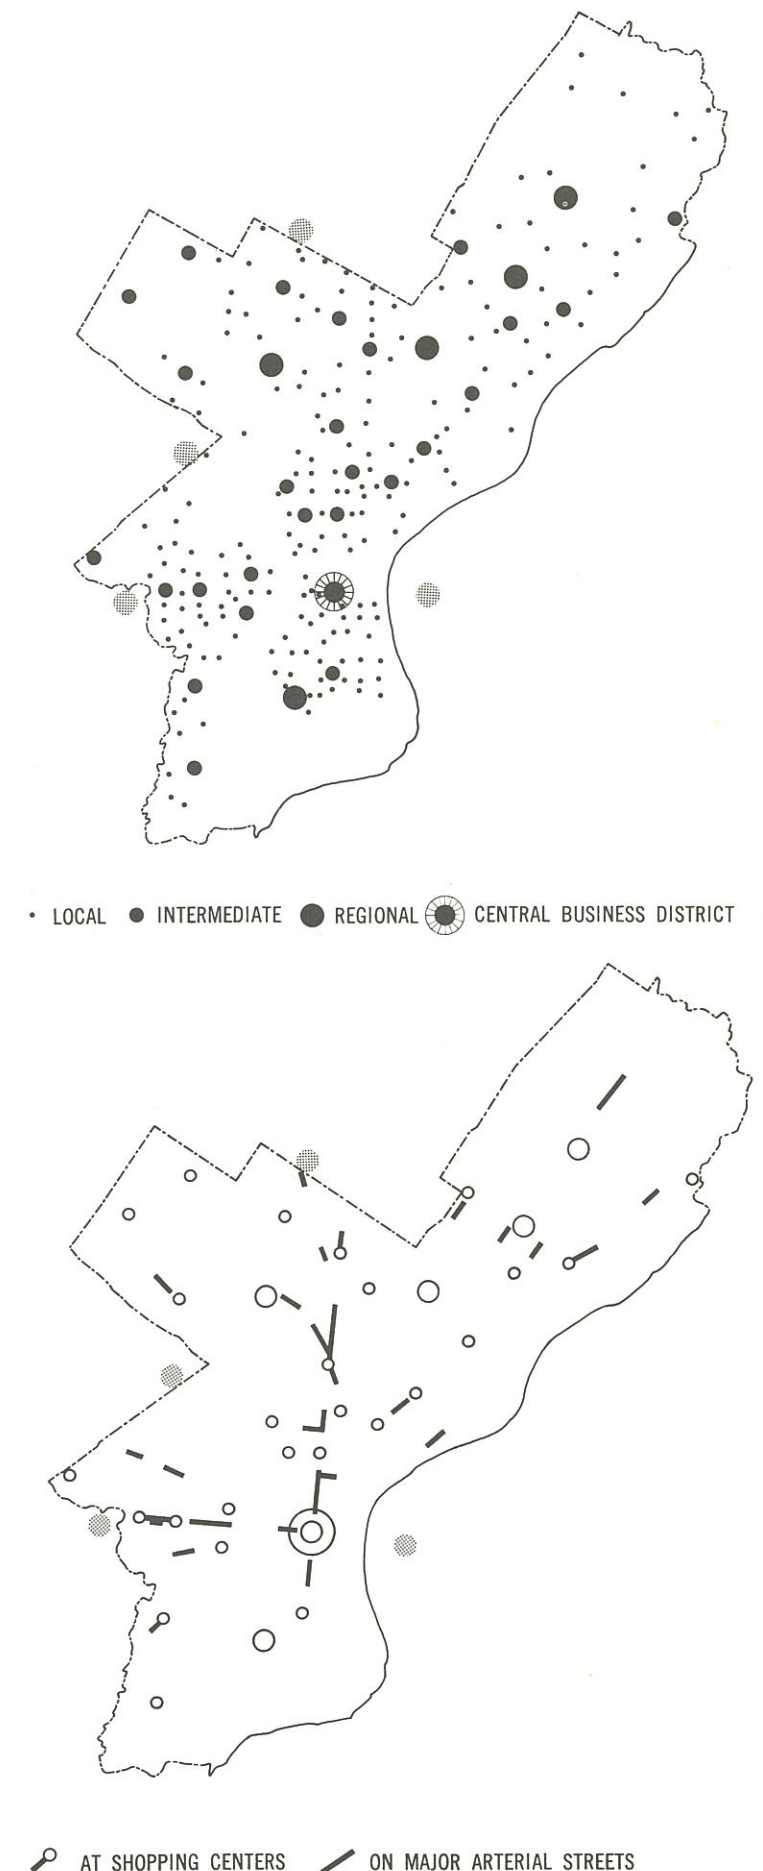 LOCAL INTERMEDIATE REGIONAL CENTRAL BUSINESS DISTRICT
AT SHOPPING CENTERS ON MAJOR ARTERIAL STREETS